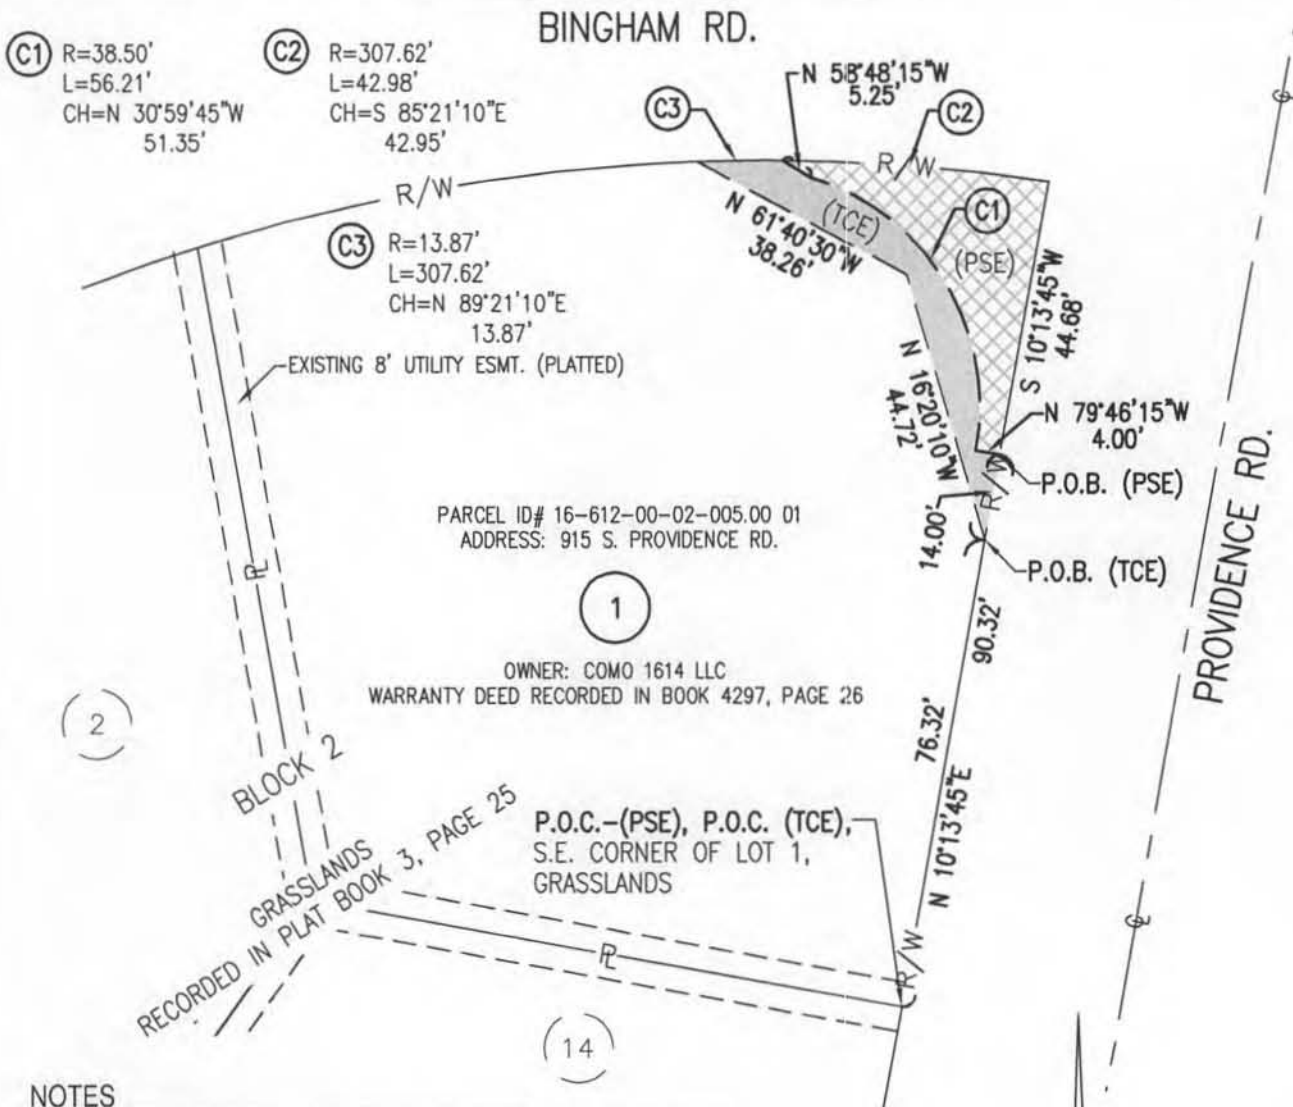 BINGHAM RD.
C1 R=38.50'
L=56.21'
CH=N 30°59'45"W
51.35'
C2 R=307.62'
L=42.98'
CH=S 85°21'10"E
42.95'
N 58°48'15"W
5.25'
C3
C2
R/W
R/W
C3 R=13.87'
L=307.62'
CH=N 89°21'10"E
13.87'
(TCE)
C1
(PSE)
N 61°40'30"W
38.26'
S 10°13'45"W
44.68'
EXISTING 8' UTILITY ESMT. (PLATTED)
N 16°20'10"W
44.72'
N 79°46'15"W
4.00'
P.O.B. (PSE)
R/W
14.00'
P.O.B. (TCE)
PROVIDENCE RD.
PARCEL ID# 16-612-00-02-005.00 01
ADDRESS: 915 S. PROVIDENCE RD.
PL
1
90.32'
OWNER: COMO 1614 LLC
WARRANTY DEED RECORDED IN BOOK 4297, PAGE 26
2
76.32'
BLOCK 2
N 10°13'45"E
P.O.C.-(PSE), P.O.C. (TCE),
S.E. CORNER OF LOT 1,
GRASSLANDS
GRASSLANDS
RECORDED IN PLAT BOOK 3, PAGE 25
PL
R/W
CL
CL
14
NOTES